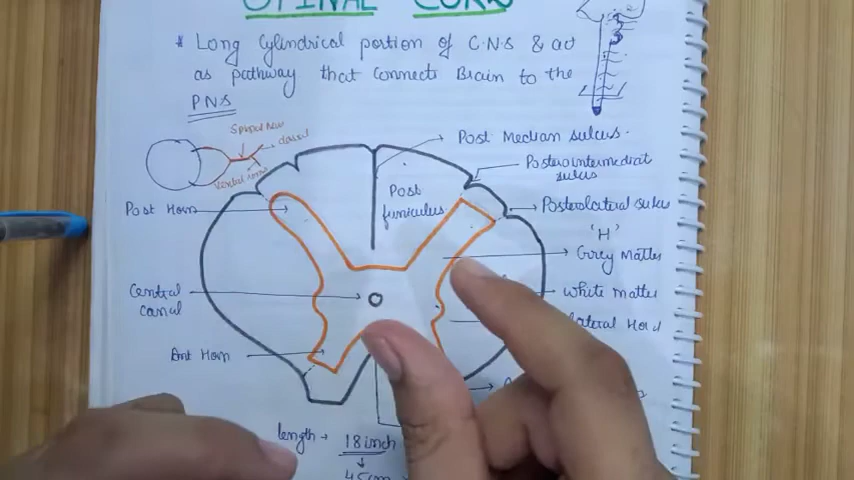 SPINAL CORD
* Long Cylindrical portion of C.N.S & act
as pathway that Connects Brain to the
PNS
dorsal
Post Median sulcus.
Posterointermediate
sulcus
Post
funiculus
Post Horn
Posterolateral sulcus
'H'
Grey Matter
Central
canal
white matter
lateral Horn
Ant Horn
length → 18 inch
↓
45cm